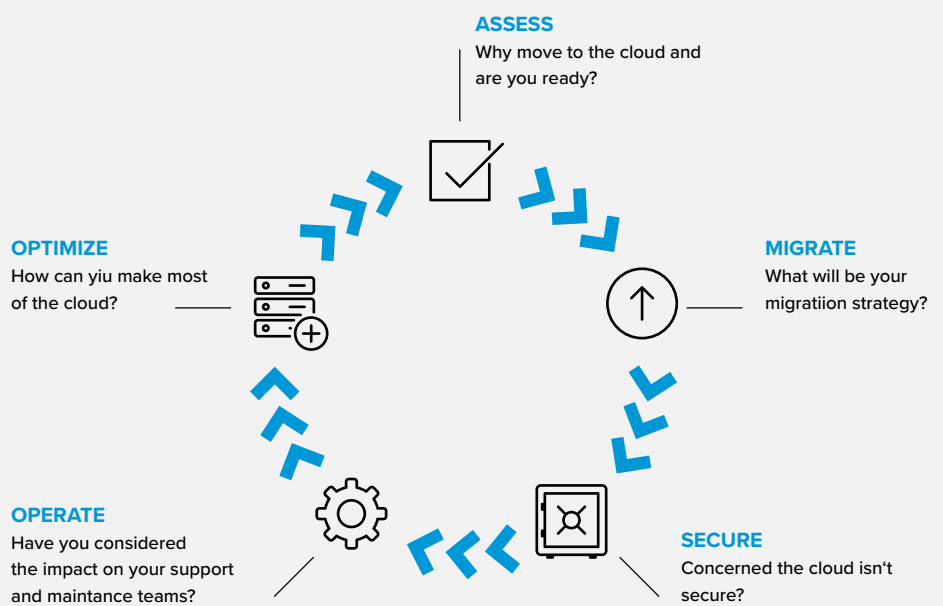 ASSESS
Why move to the cloud and
are you ready?
OPTIMIZE
How can yiu make most
of the cloud?
MIGRATE
What will be your
migratiion strategy?
OPERATE
Have you considered
the impact on your support
and maintance teams?
SECURE
Concerned the cloud isn‘t
secure?